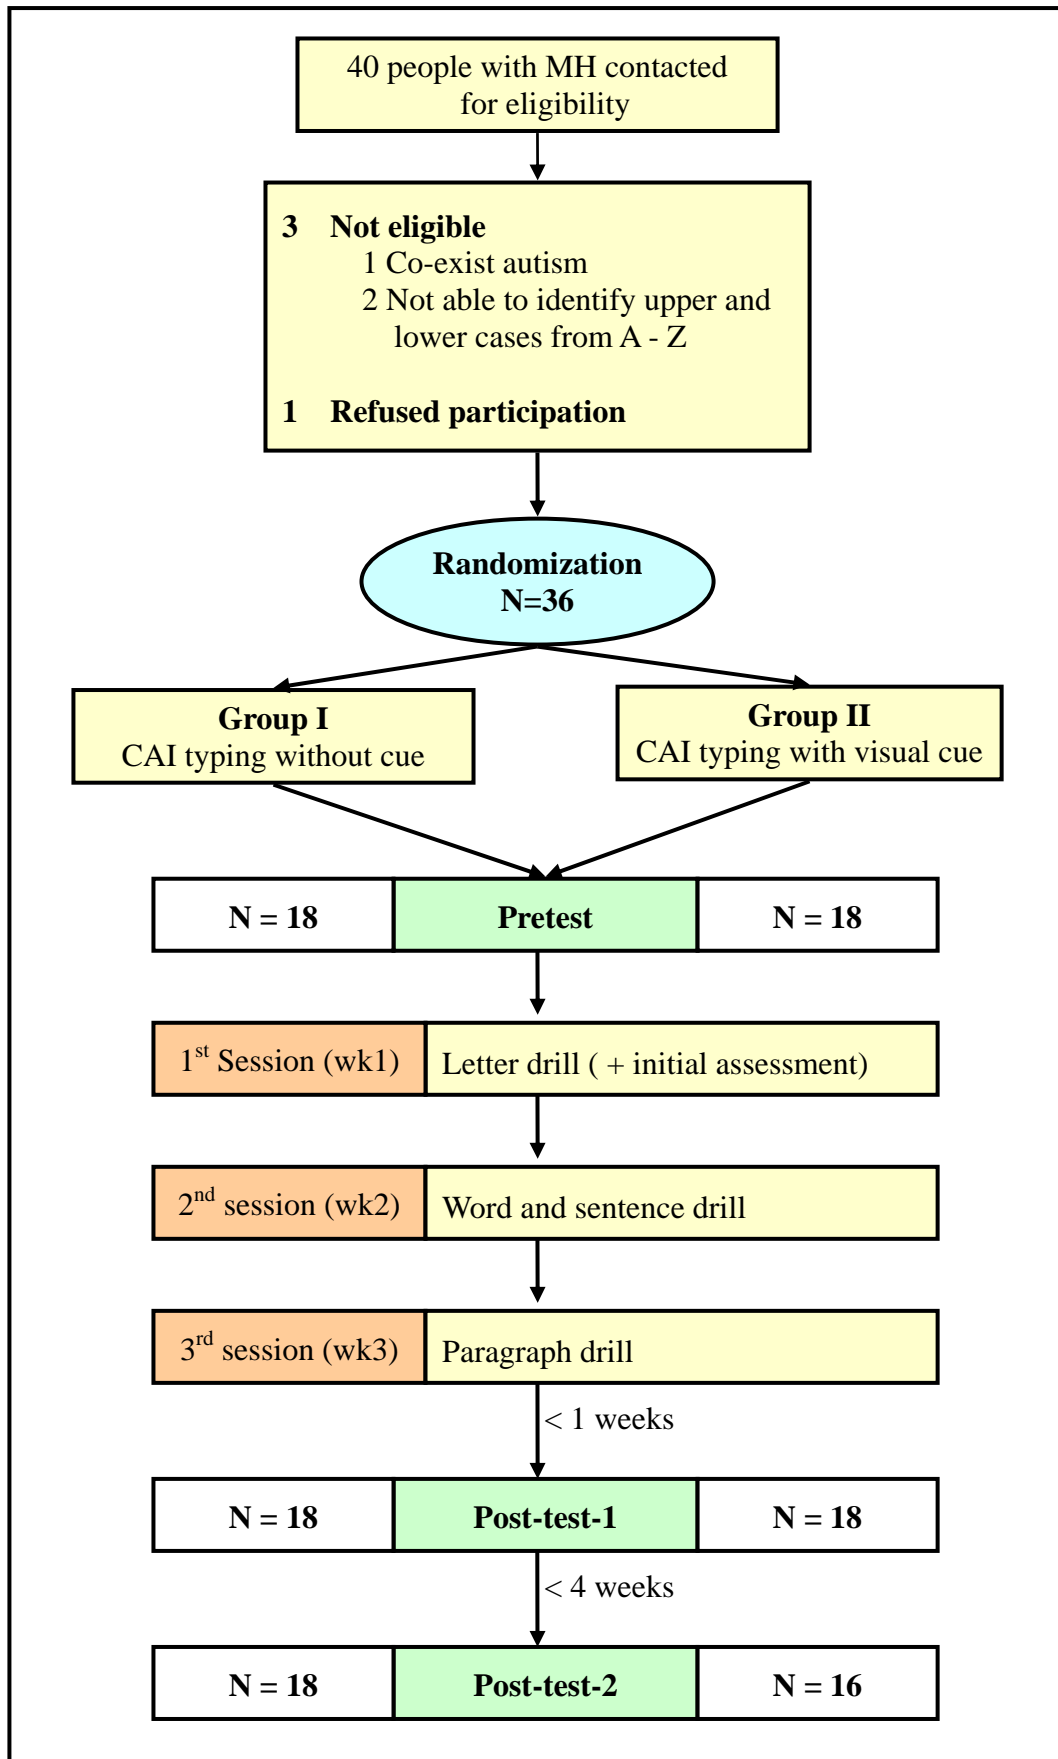 40 people with MH contacted
for eligibility
3 Not eligible
1 Co-exist autism
2 Not able to identify upper and
lower cases from A - Z
1 Refused participation
Randomization
N=36
Group I
CAI typing without cue
Group II
CAI typing with visual cue
N = 18 Pretest N = 18
1st Session (wk1) Letter drill ( + initial assessment)
2nd session (wk2) Word and sentence drill
3rd session (wk3) Paragraph drill
< 1 weeks
N = 18 Post-test-1 N = 18
< 4 weeks
N = 18 Post-test-2 N = 16